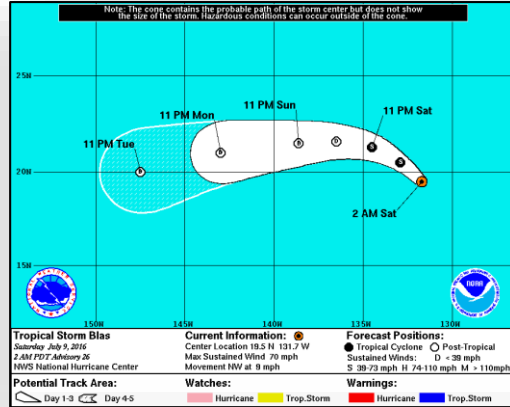 Note: The cone contains the probable path of the storm center but does not show
the size of the storm. Hazardous conditions can occur outside of the cone.
25N
11 PM Sun
11 PM Mon
11 PM Sat
11 PM Tue
D
D
D
D
S
S
20N
2 AM Sat
15N
NOAA
150W
145W
140W
135W
130W
Tropical Storm Blas
Saturday July 9, 2016
2 AM PDT Advisory 26
NWS National Hurricane Center
Current Information:
Center Location 19.5 N 131.7 W
Max Sustained Wind 70 mph
Movement NW at 9 mph
Forecast Positions:
Tropical Cyclone Post-Tropical
Sustained Winds: D < 39 mph
S 39-73 mph H 74-110 mph M > 110mph
Potential Track Area:
Day 1-3 Day 4-5
Watches:
Hurricane Trop.Storm
Warnings:
Hurricane Trop.Storm